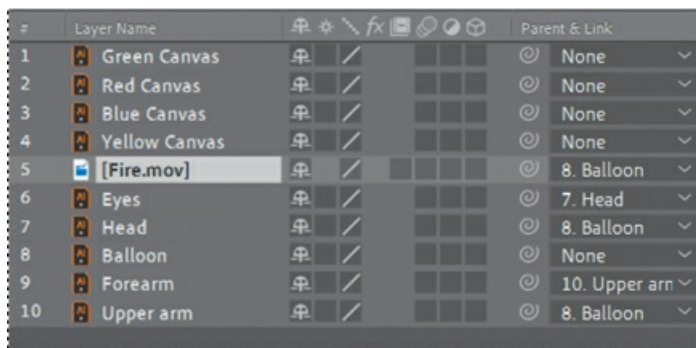 # Layer Name fx Parent & Link
1 Green Canvas None
2 Red Canvas None
3 Blue Canvas None
4 Yellow Canvas None
5 [Fire.mov] 8. Balloon
6 Eyes 7. Head
7 Head 8. Balloon
8 Balloon None
9 Forearm 10. Upper arn
10 Upper arm 8. Balloon